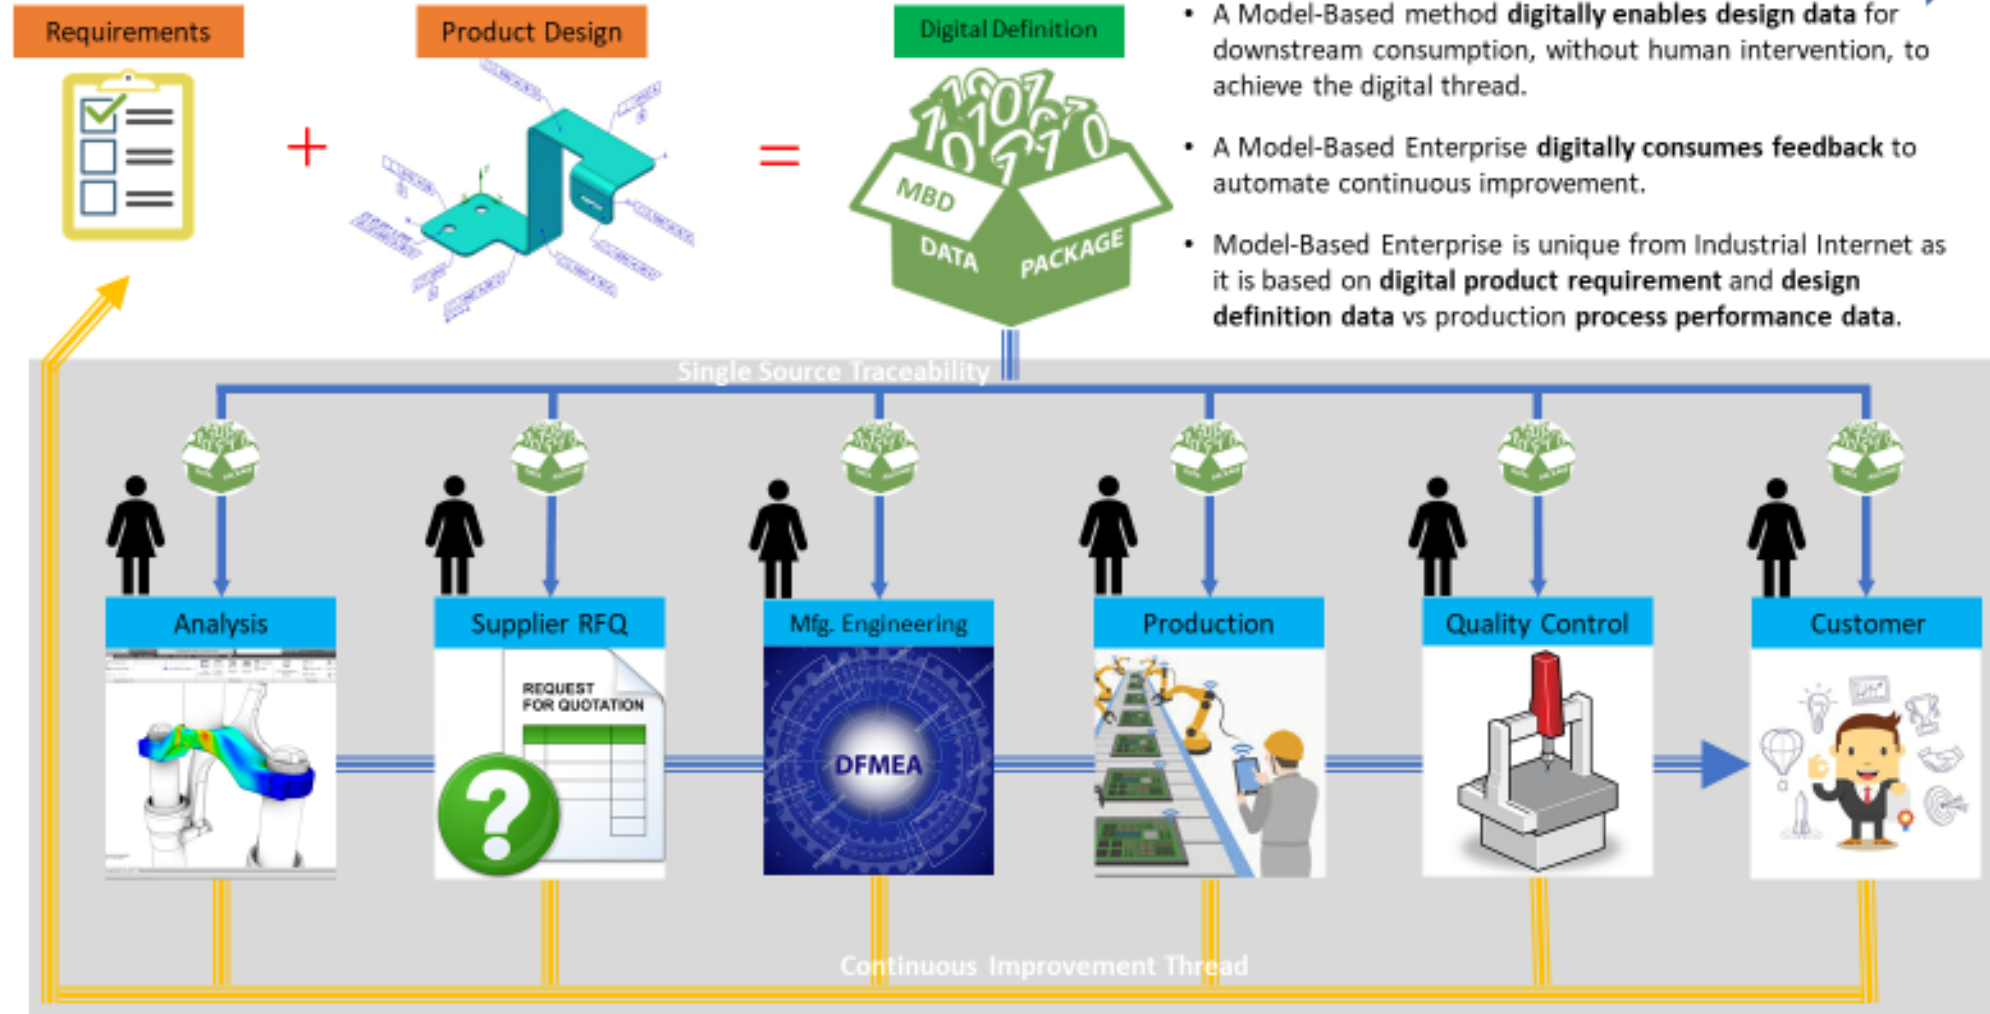 Requirements
Product Design
Digital Definition
MBD
DATA
PACKAGE
• A Model-Based method digitally enables design data for
downstream consumption, without human intervention, to
achieve the digital thread.
• A Model-Based Enterprise digitally consumes feedback to
automate continuous improvement.
• Model-Based Enterprise is unique from Industrial Internet as
it is based on digital product requirement and design
definition data vs production process performance data.
Single Source Traceability
Analysis
Supplier RFQ
Mfg. Engineering
Production
Quality Control
Customer
REQUEST
FOR QUOTATION
DFMEA
Continuous Improvement Thread